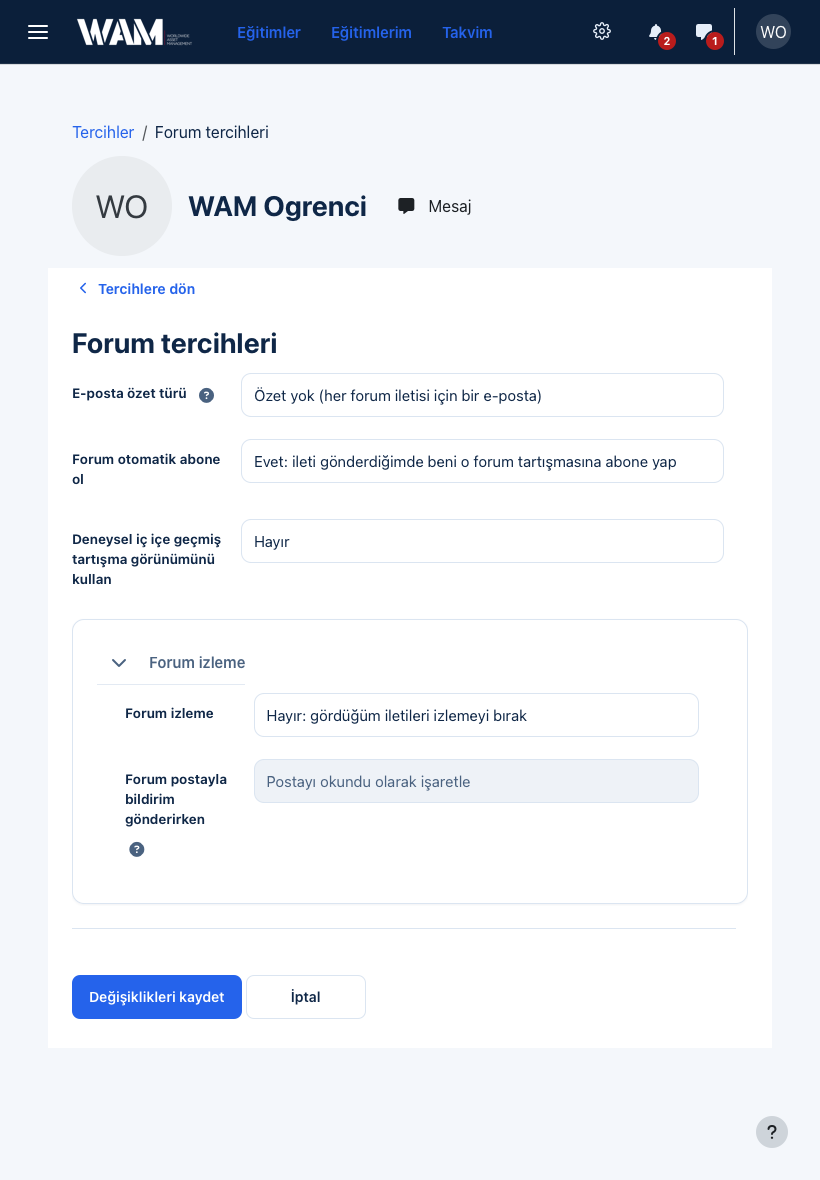 WAM
WORLDWIDE
ASSET
MANAGEMENT
Eğitimler
Eğitimlerim
Takvim
2
1
WO
Tercihler / Forum tercihleri
WO
WAM Ogrenci
Mesaj
Tercihlere dön
Forum tercihleri
E-posta özet türü
?
Özet yok (her forum iletisi için bir e-posta)
Forum otomatik abone
ol
Evet: ileti gönderdiğimde beni o forum tartışmasına abone yap
Deneysel iç içe geçmiş
tartışma görünümünü
kullan
Hayır
Forum izleme
Forum izleme
Hayır: gördüğüm iletileri izlemeyi bırak
Forum postayla
bildirim
gönderirken
?
Postayı okundu olarak işaretle
Değişiklikleri kaydet
İptal
?